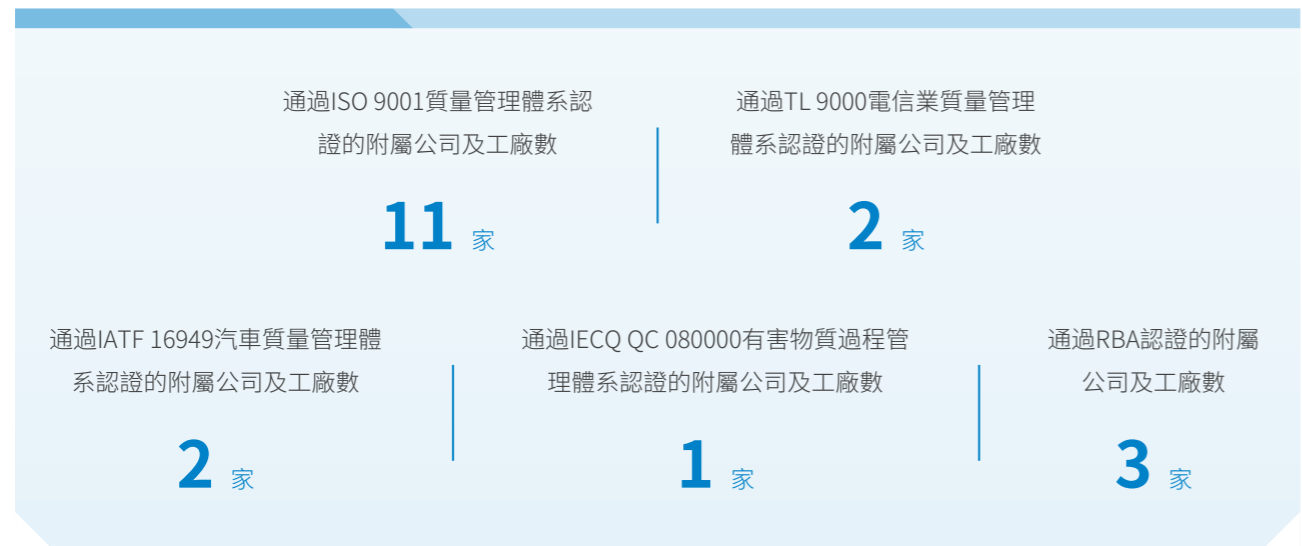 通過ISO 9001質量管理體系認
證的附屬公司及工廠數
11 家
通過TL 9000電信業質量管理
體系認證的附屬公司及工廠數
2 家
通過IATF 16949汽車質量管理體
系認證的附屬公司及工廠數
2 家
通過IECQ QC 080000有害物質過程管
理體系認證的附屬公司及工廠數
1 家
通過RBA認證的附屬
公司及工廠數
3 家